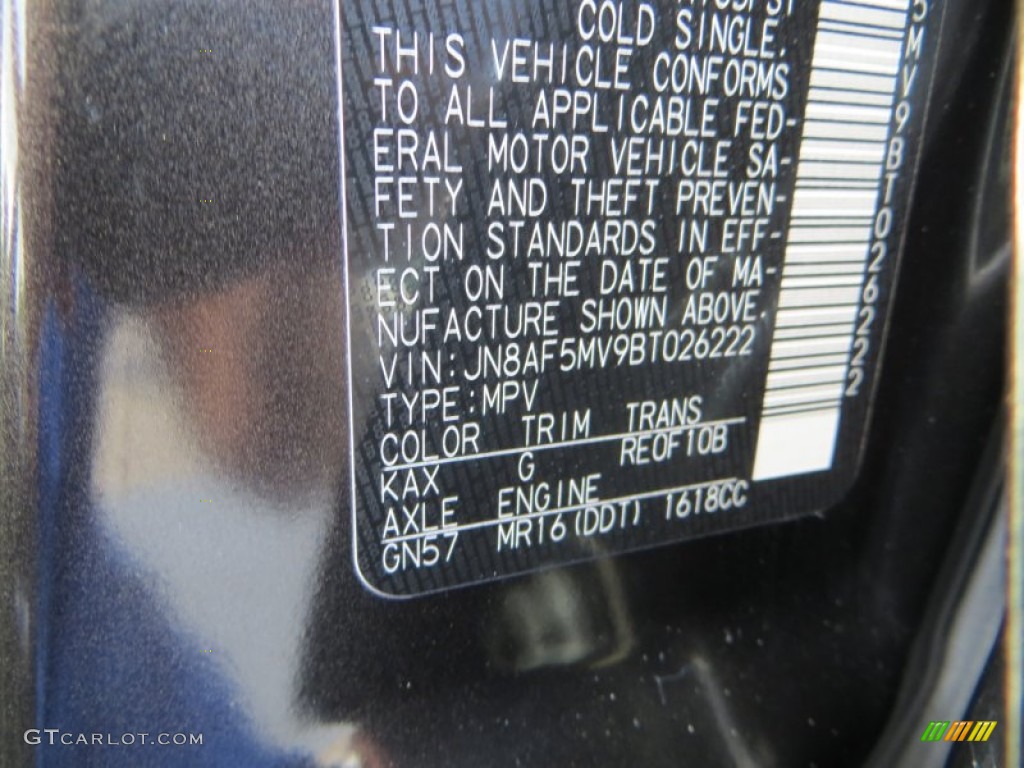 COLD SINGLE.
THIS VEHICLE CONFORMS
TO ALL APPLICABLE FED-
ERAL MOTOR VEHICLE SA-
FETY AND THEFT PREVEN-
TION STANDARDS IN EFF-
ECT ON THE DATE OF MA-
NUFACTURE SHOWN ABOVE.
VIN:JN8AF5MV9BT026222
TYPE:MPV
COLOR TRIM TRANS
KAX G RE0F10B
AXLE ENGINE
GN57 MR16(DDT) 1618CC
5MV9BT026222
GTCARLOT.COM